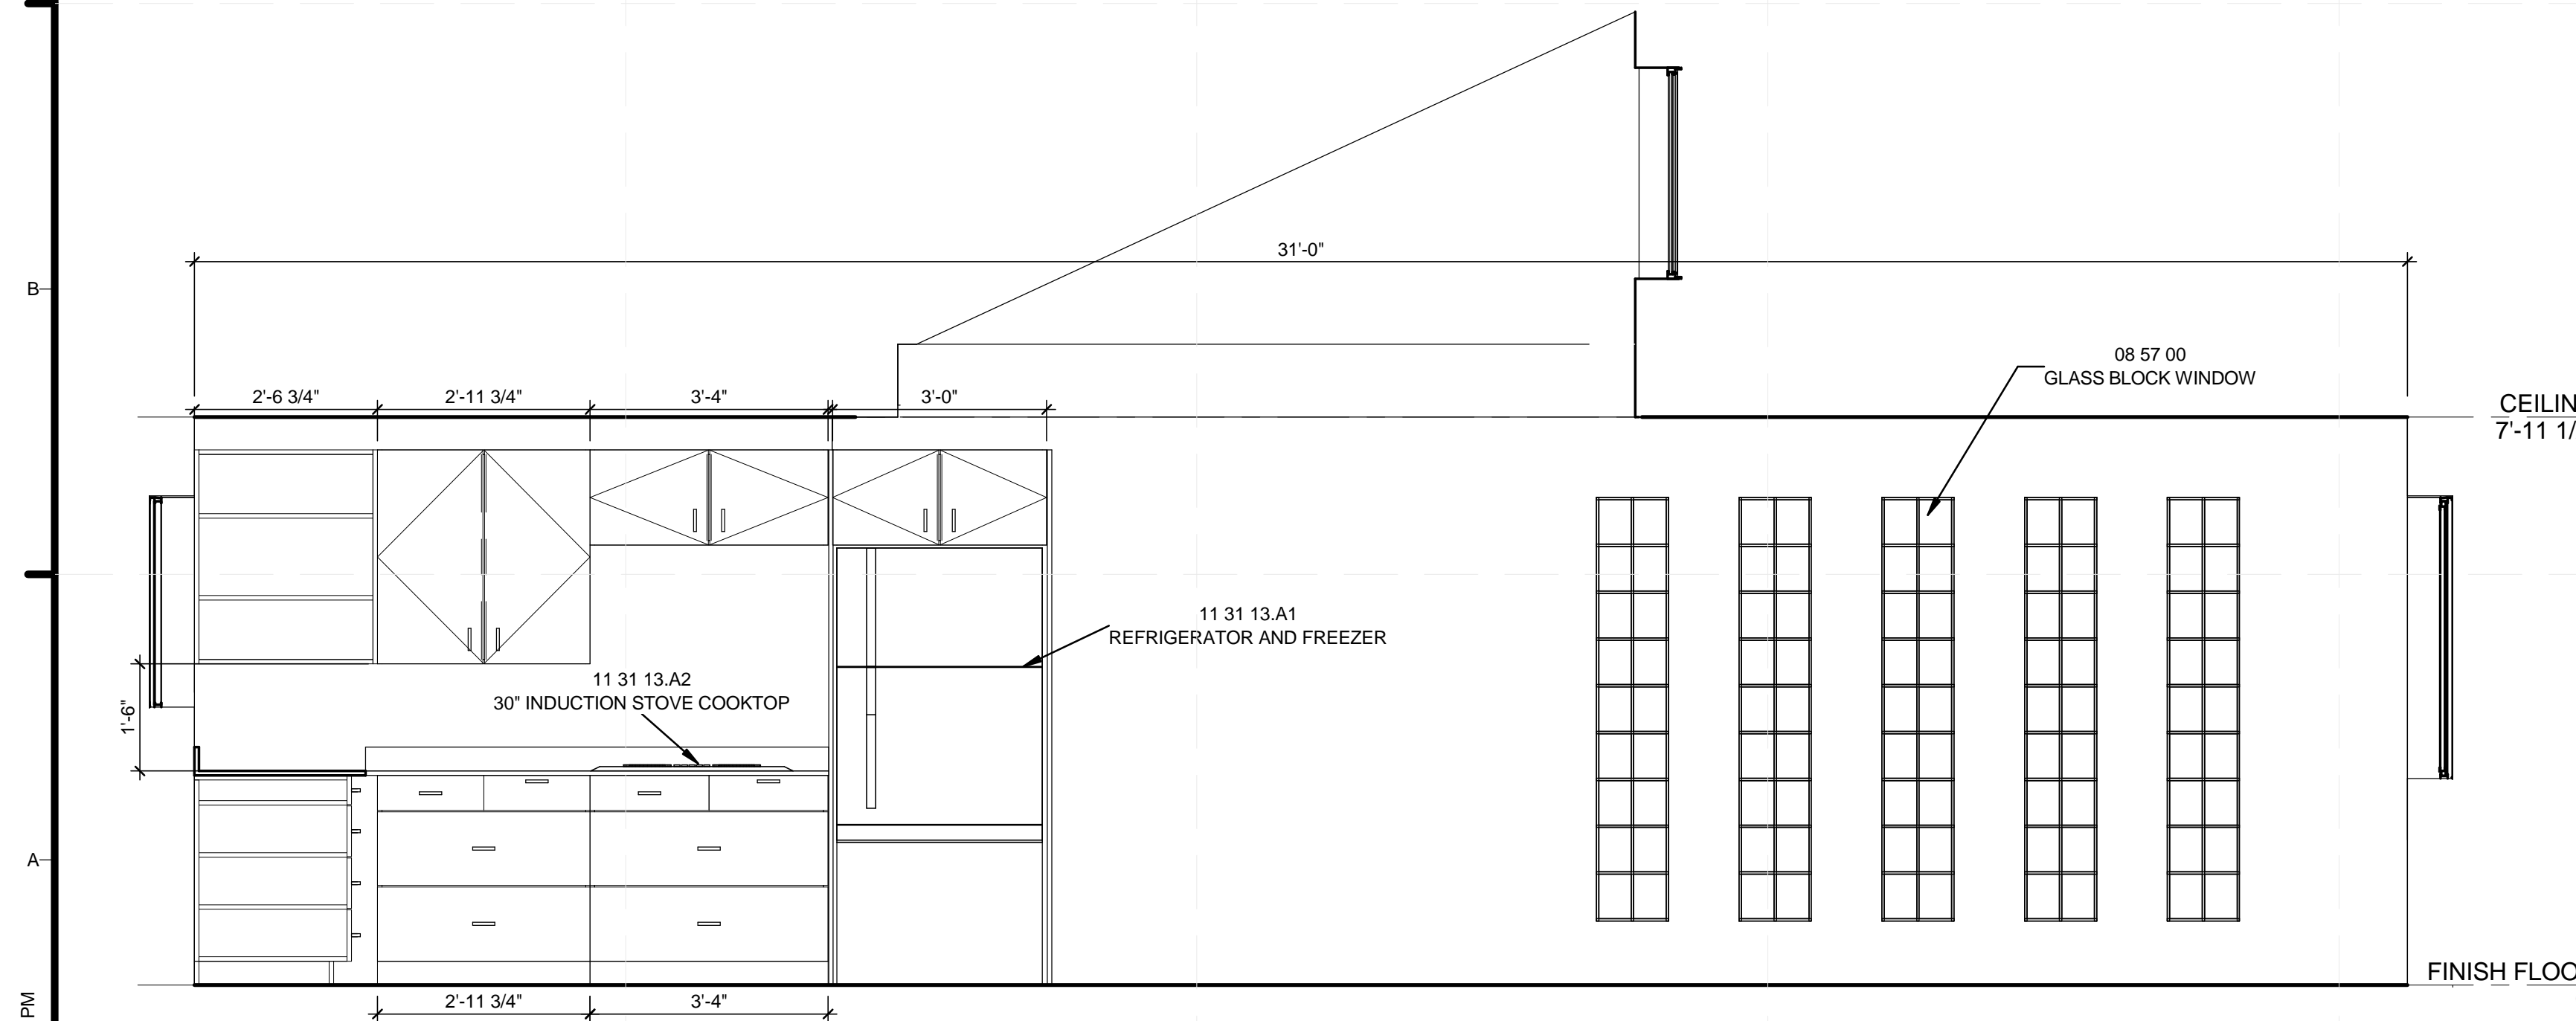 31'-0"
B
08 57 00
GLASS BLOCK WINDOW
2'-6 3/4"
2'-11 3/4"
3'-4"
3'-0"
CEILIN
7'-11 1/
11 31 13.A1
REFRIGERATOR AND FREEZER
11 31 13.A2
30" INDUCTION STOVE COOKTOP
1'-6"
A
FINISH FLOO
PM
2'-11 3/4"
3'-4"